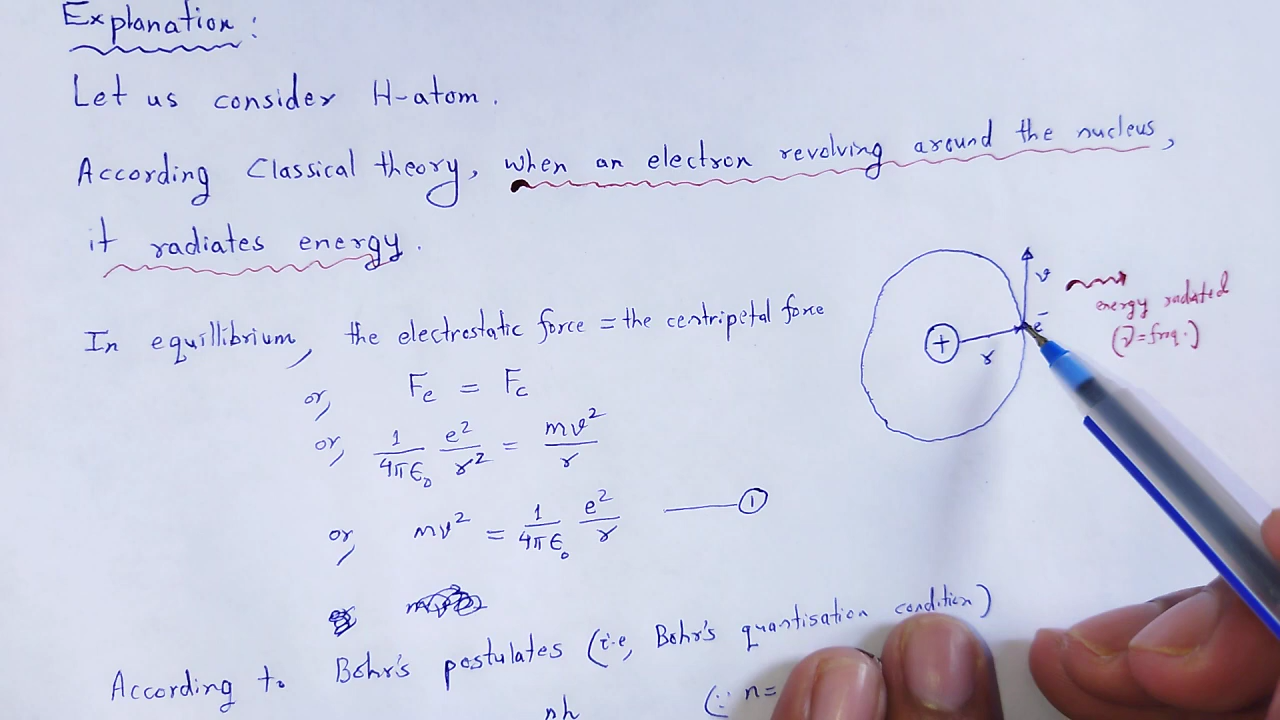 Explanation :
Let us consider H-atom.
According Classical theory, when an electron revolving around the nucleus,
it radiates energy.
In equillibrium, the electrostatic force = the centripetal force
or, Fe = Fc
or, 1/4πϵ₀ e²/r² = mv²/r
or, mv² = 1/4πϵ₀ e²/r ——— ①
According to Bohr's postulates (i.e, Bohr's quantisation condition)
nh (∵ n=
+
r
v
e⁻
energy radiated
(ν=freq.)